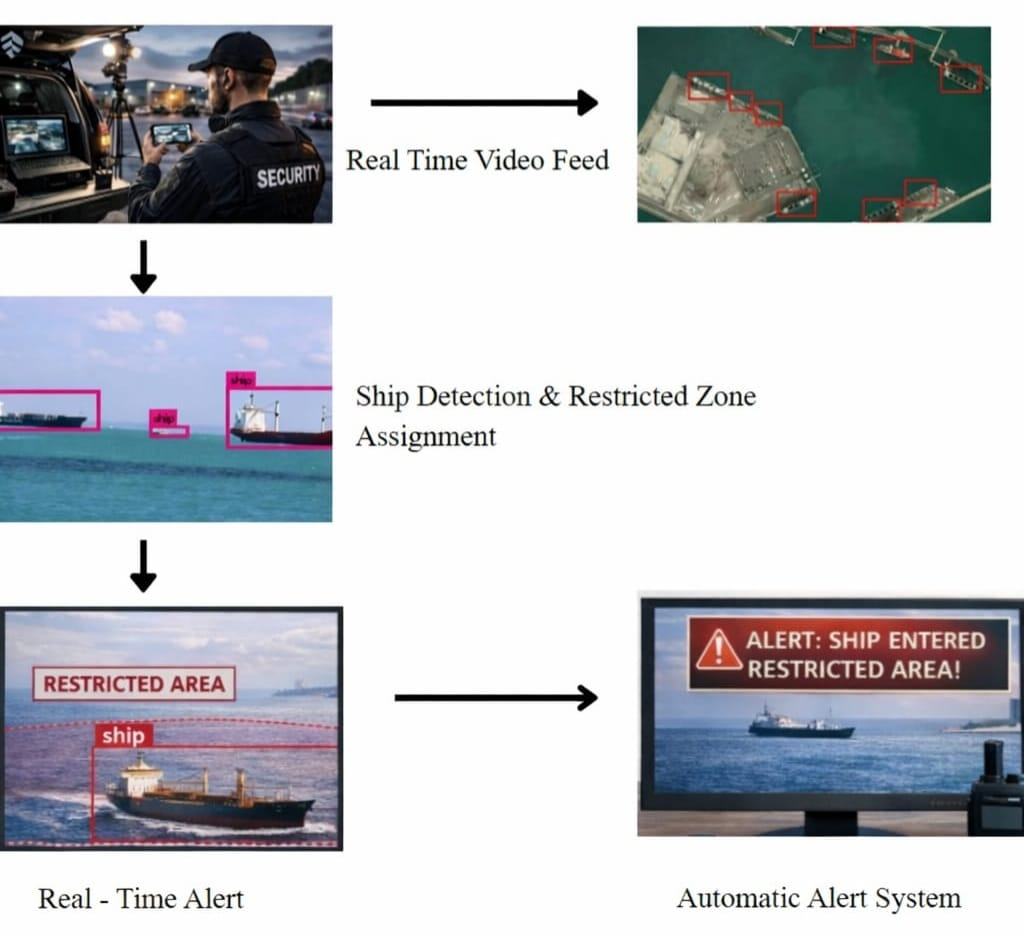 SECURITY
Real Time Video Feed
ship
ship
Ship Detection & Restricted Zone
Assignment
RESTRICTED AREA
ship
ALERT: SHIP ENTERED
RESTRICTED AREA!
Real - Time Alert
Automatic Alert System